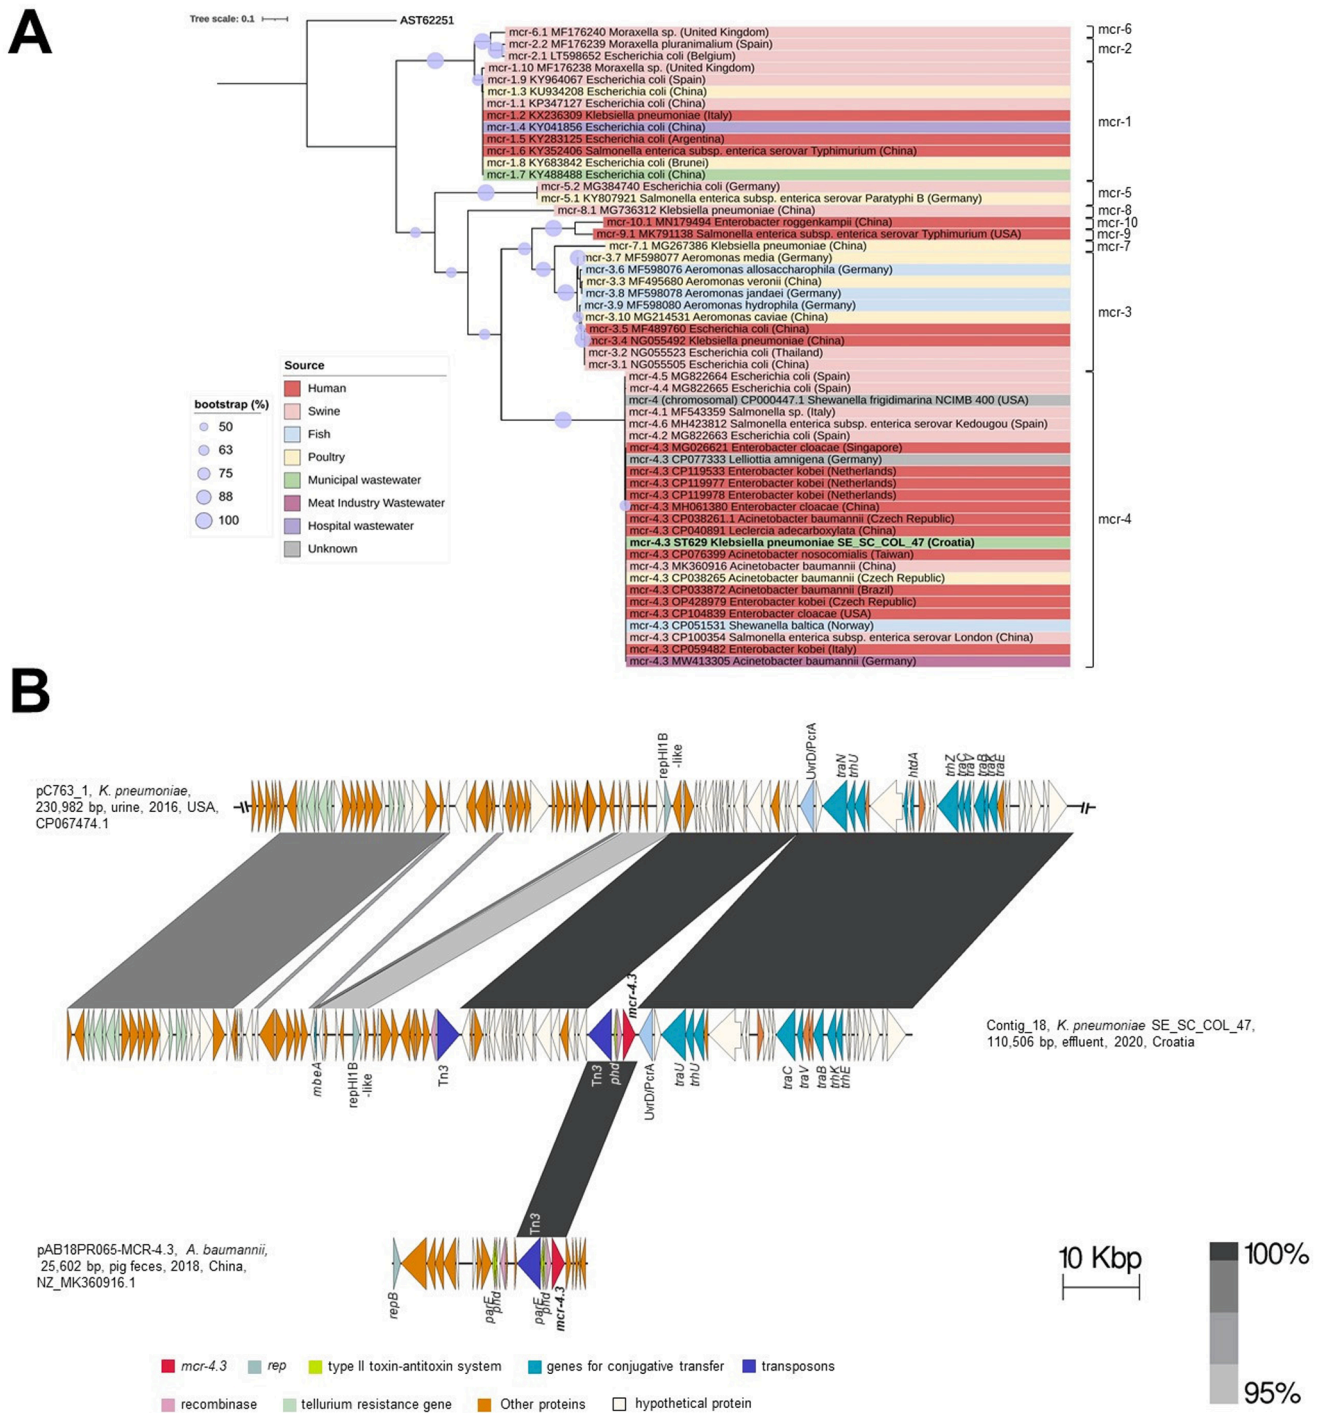 A
Tree scale: 0.1
AST62251
mcr-6.1 MF176240 Moraxella sp. (United Kingdom)
mcr-6
mcr-2.2 MF176239 Moraxella pluranimalium (Spain)
mcr-2
mcr-2.1 LT598652 Escherichia coli (Belgium)
mcr-1.10 MF176238 Moraxella sp. (United Kingdom)
mcr-1.9 KY964067 Escherichia coli (Spain)
mcr-1.3 KU934208 Escherichia coli (China)
mcr-1.1 KP347127 Escherichia coli (China)
mcr-1.2 KX236309 Klebsiella pneumoniae (Italy)
mcr-1
mcr-1.4 KY041856 Escherichia coli (China)
mcr-1.5 KY283125 Escherichia coli (Argentina)
mcr-1.6 KY352406 Salmonella enterica subsp. enterica serovar Typhimurium (China)
mcr-1.8 KY683842 Escherichia coli (Brunei)
mcr-1.7 KY488488 Escherichia coli (China)
mcr-5.2 MG384740 Escherichia coli (Germany)
mcr-5
mcr-5.1 KY807921 Salmonella enterica subsp. enterica serovar Paratyphi B (Germany)
mcr-8.1 MG736312 Klebsiella pneumoniae (China)
mcr-8
mcr-10.1 MN179494 Enterobacter roggenkampii (China)
mcr-10
mcr-9.1 MK791138 Salmonella enterica subsp. enterica serovar Typhimurium (USA)
mcr-9
mcr-7.1 MG267386 Klebsiella pneumoniae (China)
mcr-7
mcr-3.7 MF598077 Aeromonas media (Germany)
mcr-3.6 MF598076 Aeromonas allosaccharophila (Germany)
mcr-3.3 MF495680 Aeromonas veronii (China)
mcr-3.8 MF598078 Aeromonas jandaei (Germany)
mcr-3.9 MF598080 Aeromonas hydrophila (Germany)
mcr-3
mcr-3.10 MG214531 Aeromonas caviae (China)
mcr-3.5 MF489760 Escherichia coli (China)
mcr-3.4 NG055492 Klebsiella pneumoniae (China)
mcr-3.2 NG055523 Escherichia coli (Thailand)
mcr-3.1 NG055505 Escherichia coli (China)
mcr-4.5 MG822664 Escherichia coli (Spain)
mcr-4.4 MG822665 Escherichia coli (Spain)
mcr-4 (chromosomal) CP000447.1 Shewanella frigidimarina NCIMB 400 (USA)
mcr-4.1 MF543359 Salmonella sp. (Italy)
mcr-4.6 MH423812 Salmonella enterica subsp. enterica serovar Kedougou (Spain)
mcr-4.2 MG822663 Escherichia coli (Spain)
mcr-4.3 MG026621 Enterobacter cloacae (Singapore)
mcr-4.3 CP077333 Lelliottia amnigena (Germany)
mcr-4.3 CP119533 Enterobacter kobei (Netherlands)
mcr-4.3 CP119977 Enterobacter kobei (Netherlands)
mcr-4.3 CP119978 Enterobacter kobei (Netherlands)
mcr-4.3 MH061380 Enterobacter cloacae (China)
mcr-4.3 CP038261.1 Acinetobacter baumannii (Czech Republic)
mcr-4
mcr-4.3 CP040891 Leclercia adecarboxylata (China)
mcr-4.3 ST629 Klebsiella pneumoniae SE_SC_COL_47 (Croatia)
mcr-4.3 CP076399 Acinetobacter nosocomialis (Taiwan)
mcr-4.3 MK360916 Acinetobacter baumannii (China)
mcr-4.3 CP038265 Acinetobacter baumannii (Czech Republic)
mcr-4.3 CP033872 Acinetobacter baumannii (Brazil)
mcr-4.3 OP428979 Enterobacter kobei (Czech Republic)
mcr-4.3 CP104839 Enterobacter cloacae (USA)
mcr-4.3 CP051531 Shewanella baltica (Norway)
mcr-4.3 CP100354 Salmonella enterica subsp. enterica serovar London (China)
mcr-4.3 CP059482 Enterobacter kobei (Italy)
mcr-4.3 MW413305 Acinetobacter baumannii (Germany)
bootstrap (%)
50
63
75
88
100
Source
Human
Swine
Fish
Poultry
Municipal wastewater
Meat Industry Wastewater
Hospital wastewater
Unknown
B
repHI1B
-like
UvrD/PcrA
traN
trhU
htdA
trhZ
traC
traV
traB
traK
traE
pC763_1, K. pneumoniae,
230,982 bp, urine, 2016, USA,
CP067474.1
mcr-4.3
Contig_18, K. pneumoniae SE_SC_COL_47,
110,506 bp, effluent, 2020, Croatia
mbeA
repHI1B
-like
Tn3
Tn3
phd
UvrD/PcrA
traU
trhU
traC
traV
traB
trhK
trhE
Tn3
pAB18PR065-MCR-4.3, A. baumannii,
25,602 bp, pig feces, 2018, China,
NZ_MK360916.1
repB
parE
phd
parE
phd
mcr-4.3
10 Kbp
100%
95%
mcr-4.3
rep
type II toxin-antitoxin system
genes for conjugative transfer
transposons
recombinase
tellurium resistance gene
Other proteins
hypothetical protein